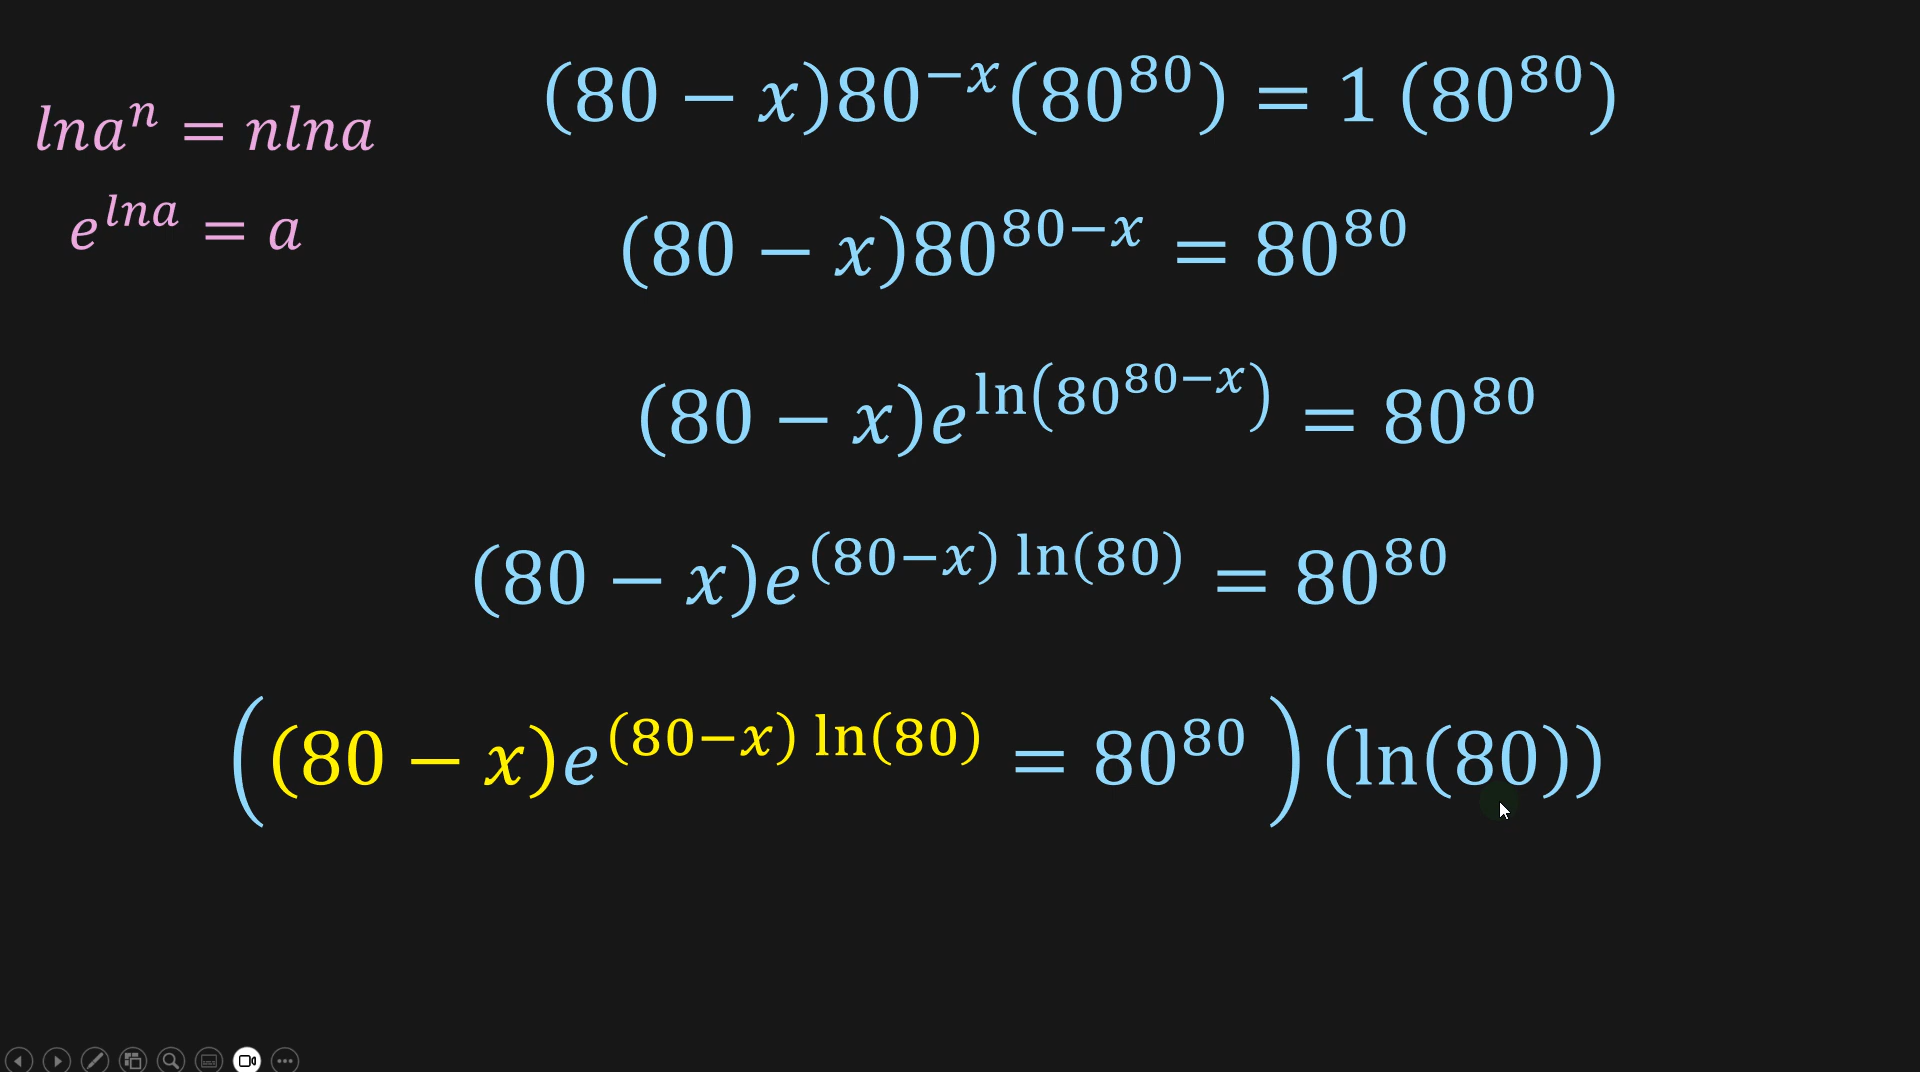 (80 − x)80^{−x}(80^{80}) = 1 (80^{80})
lna^{n} = nlna
e^{lna} = a
(80 − x)80^{80−x} = 80^{80}
(80 − x)e^{ln(80^{80−x})} = 80^{80}
(80 − x)e^{(80−x) ln(80)} = 80^{80}
((80 − x)e^{(80−x) ln(80)} = 80^{80}) (ln(80))